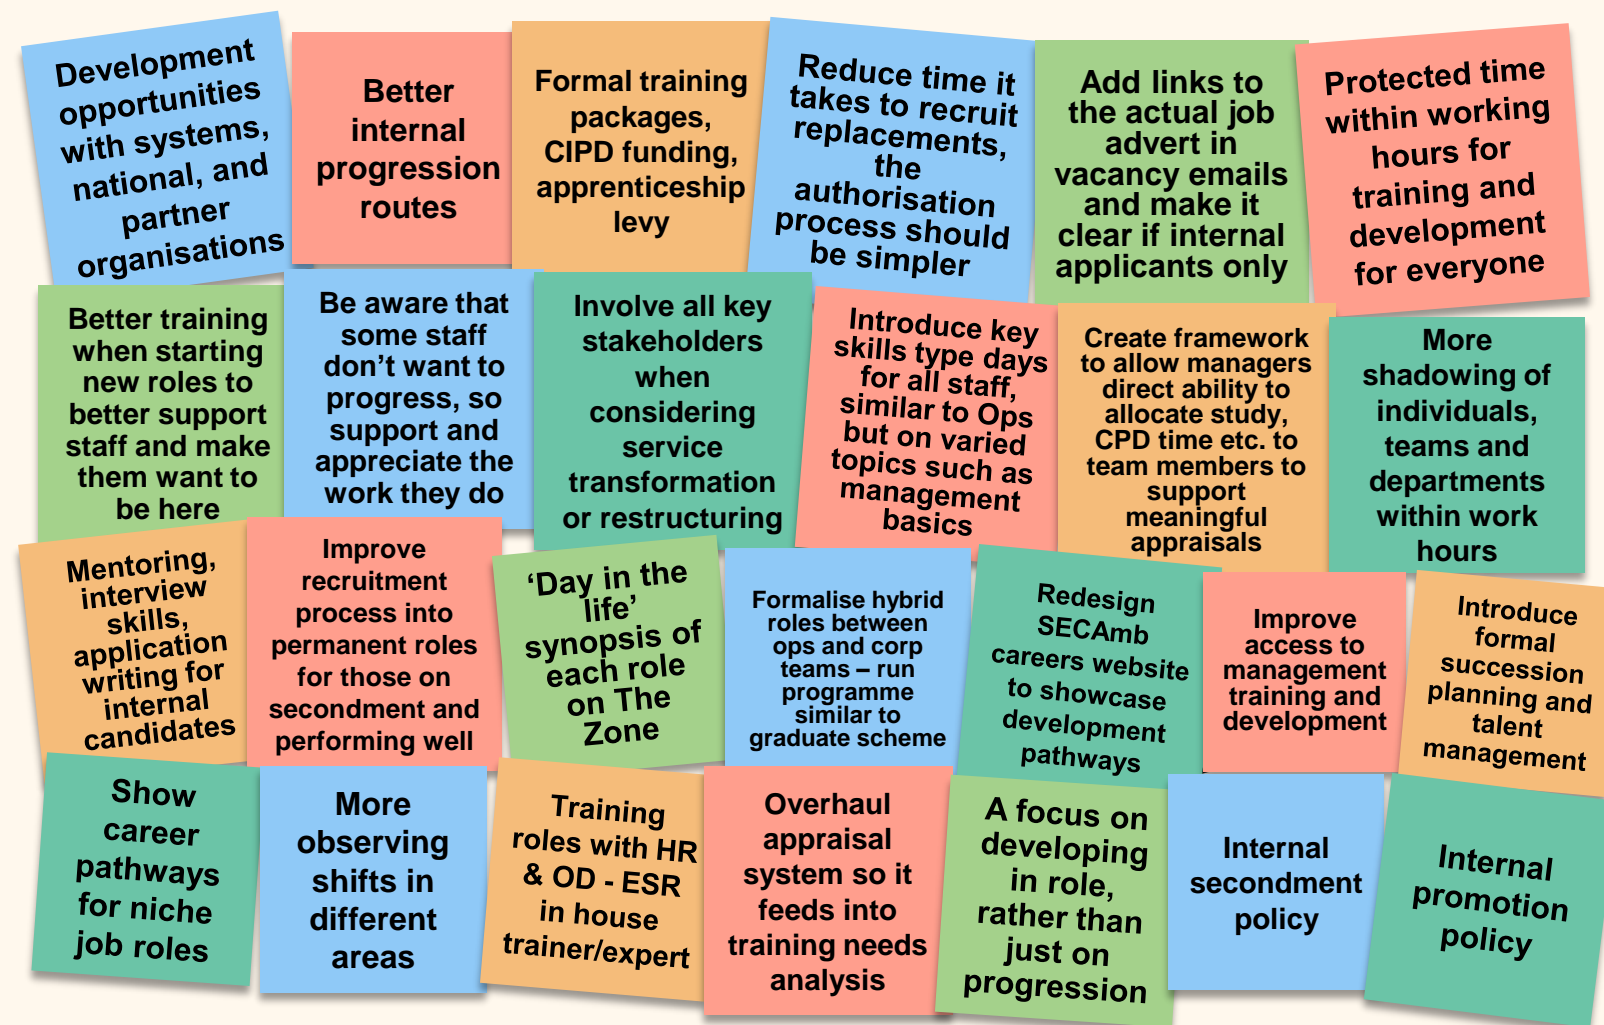 Development
opportunities
with systems,
national, and
partner
organisations
Better
internal
progression
routes
Formal training
packages,
CIPD funding,
apprenticeship
levy
Reduce time it
takes to recruit
replacements,
the
authorisation
process should
be simpler
Add links to
the actual job
advert in
vacancy emails
and make it
clear if internal
applicants only
Protected time
within working
hours for
training and
development
for everyone
Better training
when starting
new roles to
better support
staff and make
them want to
be here
Be aware that
some staff
don’t want to
progress, so
support and
appreciate the
work they do
Involve all key
stakeholders
when
considering
service
transformation
or restructuring
Introduce key
skills type days
for all staff,
similar to Ops
but on varied
topics such as
management
basics
Create framework
to allow managers
direct ability to
allocate study,
CPD time etc. to
team members to
support
meaningful
appraisals
More
shadowing of
individuals,
teams and
departments
within work
hours
Mentoring,
interview
skills,
application
writing for
internal
candidates
Improve
recruitment
process into
permanent roles
for those on
secondment and
performing well
‘Day in the
life’
synopsis of
each role
on The
Zone
Formalise hybrid
roles between
ops and corp
teams – run
programme
similar to
graduate scheme
Redesign
SECAmb
careers website
to showcase
development
pathways
Improve
access to
management
training and
development
Introduce
formal
succession
planning and
talent
management
Show
career
pathways
for niche
job roles
More
observing
shifts in
different
areas
Training
roles with HR
& OD - ESR
in house
trainer/expert
Overhaul
appraisal
system so it
feeds into
training needs
analysis
A focus on
developing
in role,
rather than
just on
progression
Internal
secondment
policy
Internal
promotion
policy